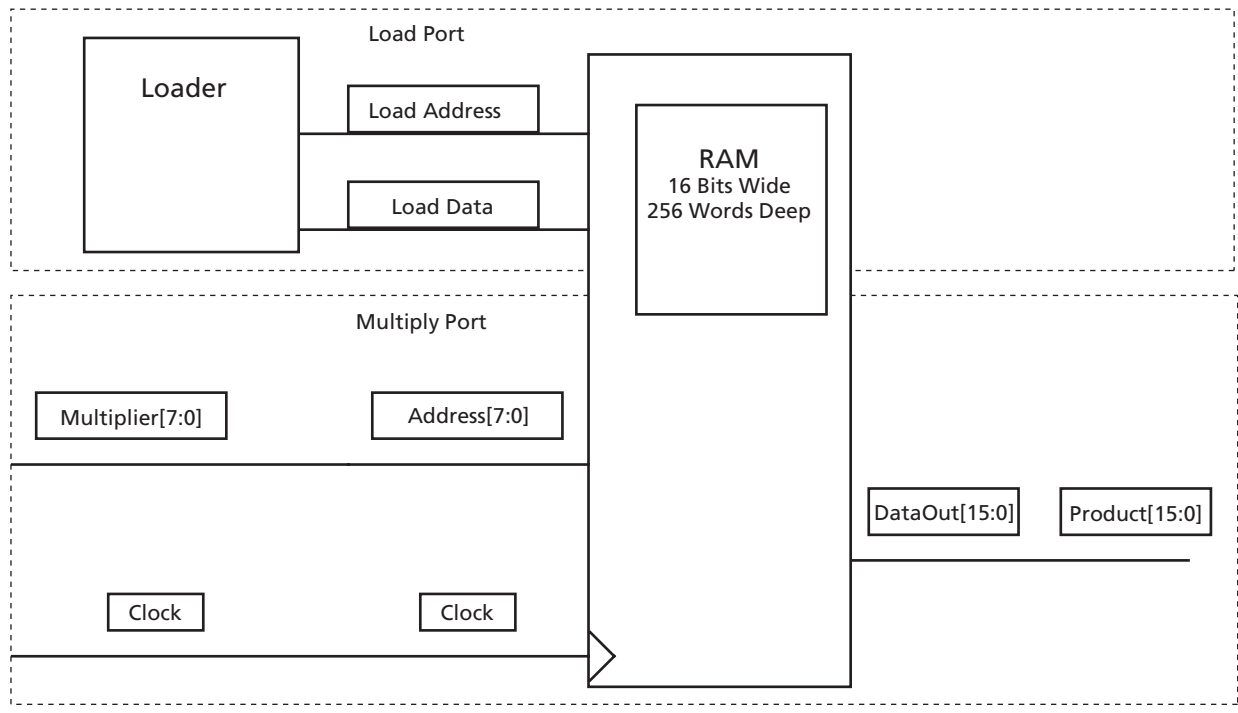 Load Port
Loader
Load Address
RAM
16 Bits Wide
256 Words Deep
Load Data
Multiply Port
Multiplier[7:0]
Address[7:0]
DataOut[15:0]
Product[15:0]
Clock
Clock